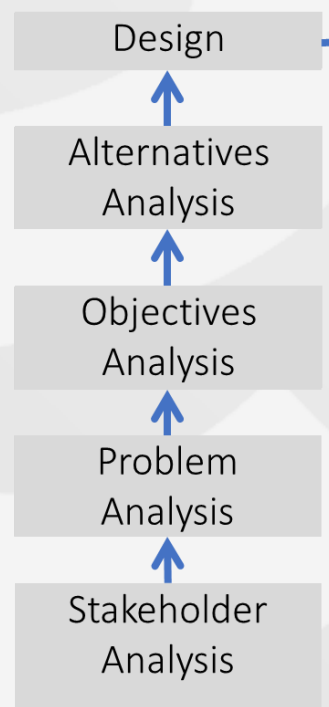 Design
Alternatives
Analysis
Objectives
Analysis
Problem
Analysis
Stakeholder
Analysis